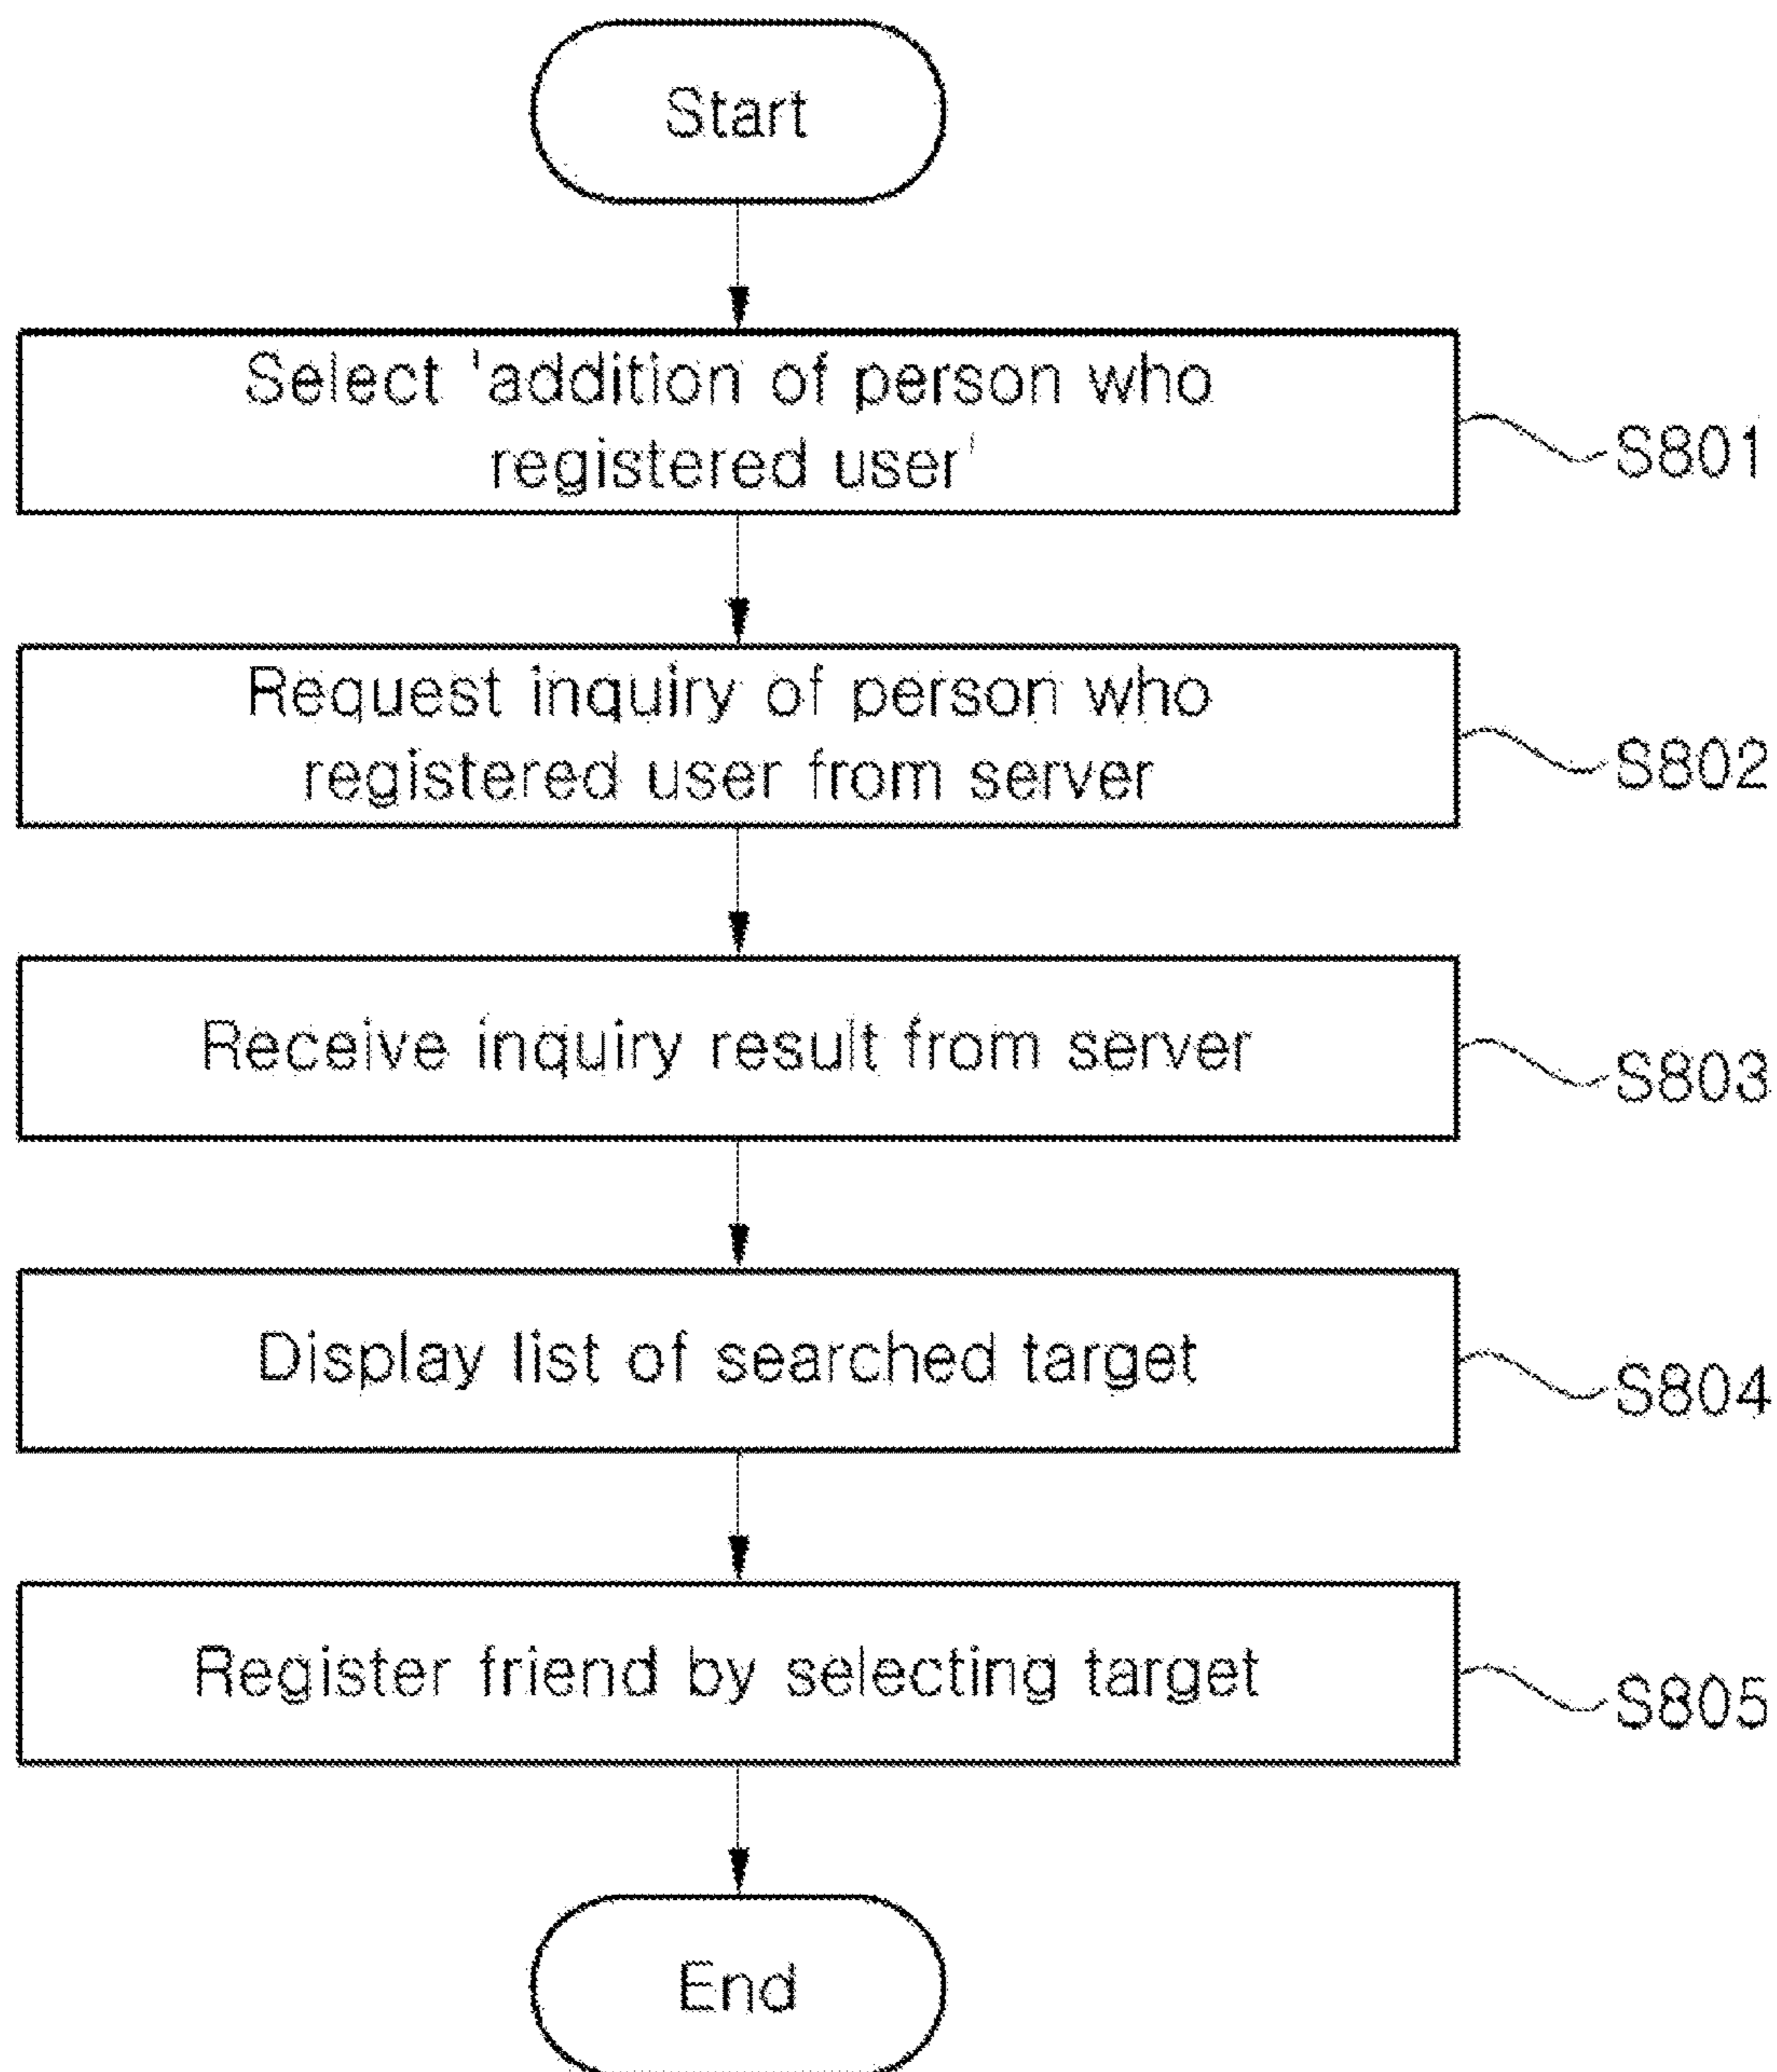 Start
Select 'addition of person who
registered user'
S801
Request inquiry of person who
registered user from server
S802
Receive inquiry result from server
S803
Display list of searched target
S804
Register friend by selecting target
S805
End